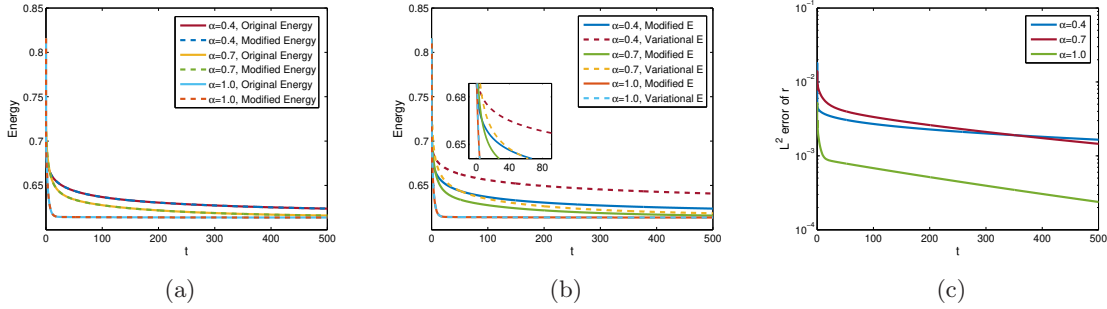 0.85
0.8
0.75
0.7
0.65
Energy
0 100 200 300 400 500
t
α=0.4, Original Energy
α=0.4, Modified Energy
α=0.7, Original Energy
α=0.7, Modified Energy
α=1.0, Original Energy
α=1.0, Modified Energy
(a)
0.85
0.8
0.75
0.7
0.65
Energy
0 100 200 300 400 500
t
α=0.4, Modified E
α=0.4, Variational E
α=0.7, Modified E
α=0.7, Variational E
α=1.0, Modified E
α=1.0, Variational E
0.68
0.65
0 40 80
(b)
10⁻¹
10⁻²
10⁻³
10⁻⁴
L² error of r
0 100 200 300 400 500
t
α=0.4
α=0.7
α=1.0
(c)